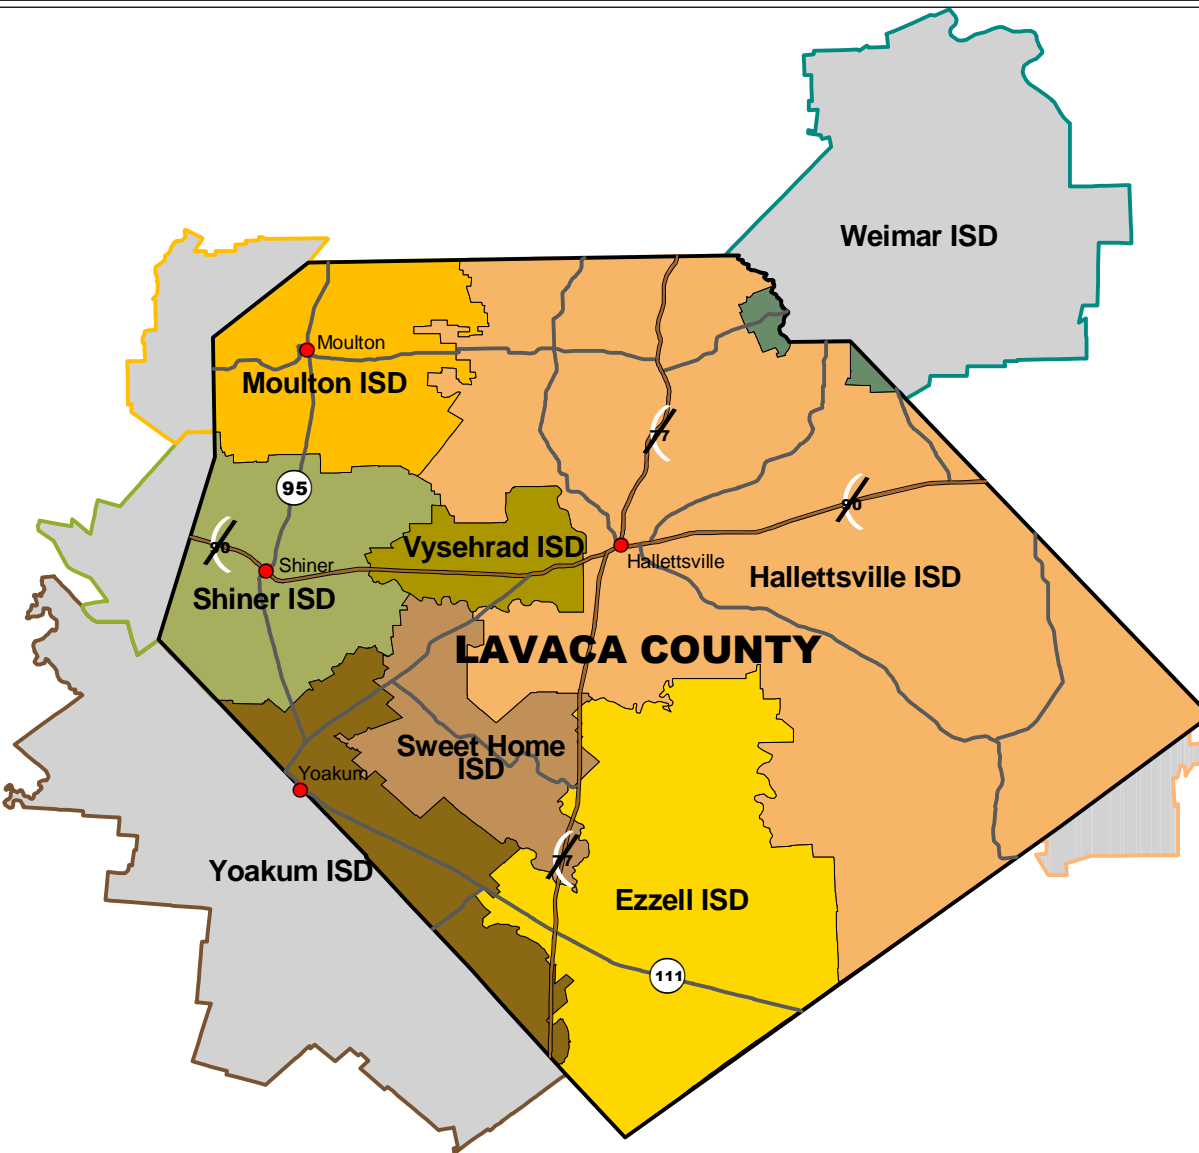 Weimar ISD
Moulton
Moulton ISD
77
95
90
90
Vysehrad ISD
Shiner
Hallettsville
Hallettsville ISD
Shiner ISD
LAVACA COUNTY
Sweet Home
ISD
Yoakum
77
Yoakum ISD
Ezzell ISD
111